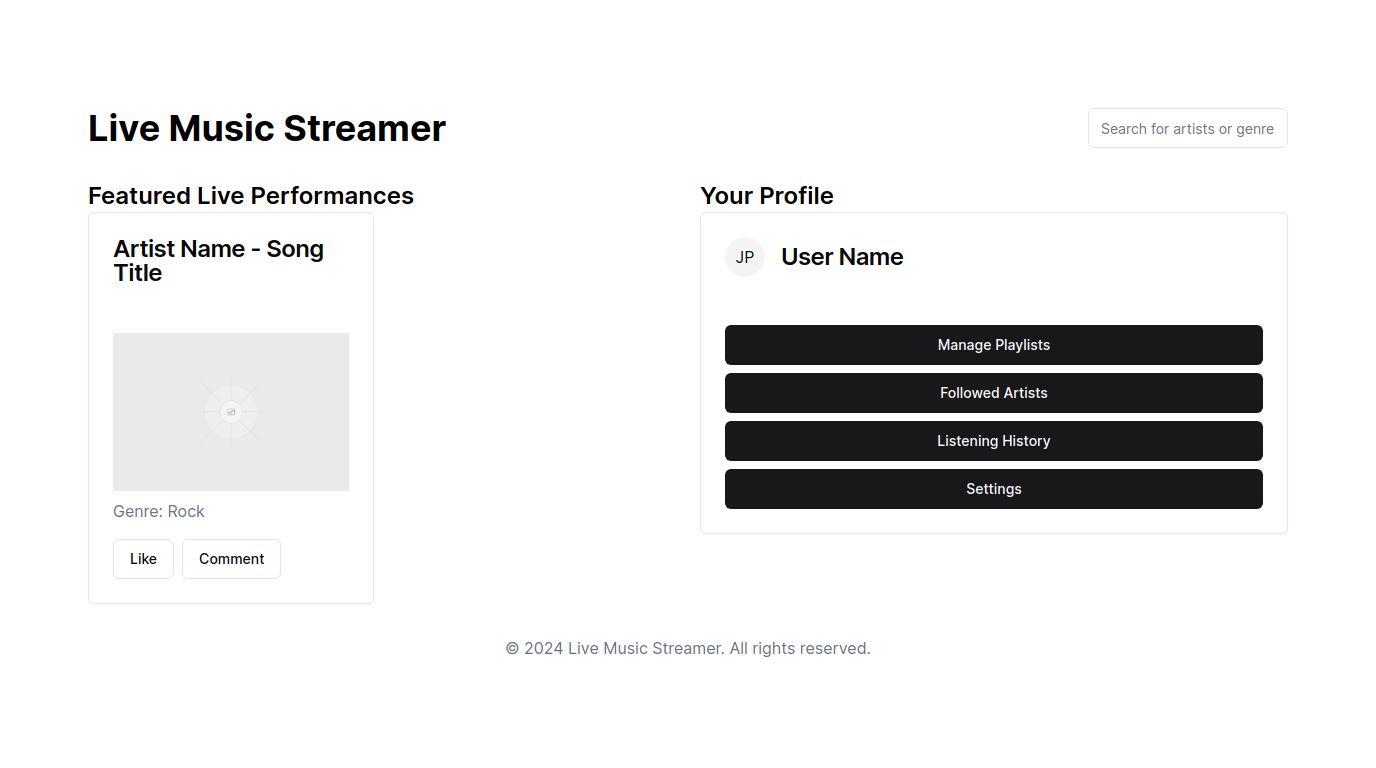 Live Music Streamer
Search for artists or genre
Featured Live Performances
Artist Name - Song
Title
Genre: Rock
Like
Comment
Your Profile
JP
User Name
Manage Playlists
Followed Artists
Listening History
Settings
© 2024 Live Music Streamer. All rights reserved.